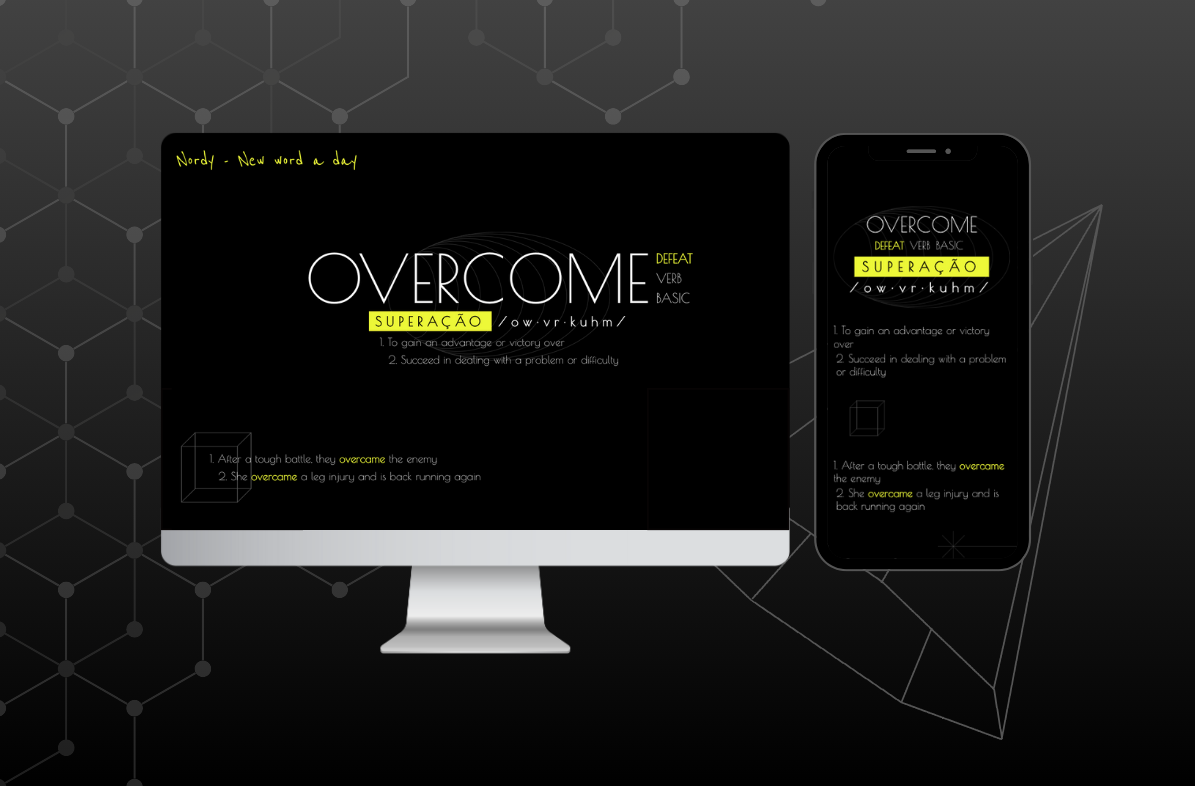 Nordy - New word a day
OVERCOME
DEFEAT
VERB
BASIC
SUPERAÇÃO /ow·vr·kuhm/
1. To gain an advantage or victory over
2. Succeed in dealing with a problem or difficulty
1. After a tough battle, they overcame the enemy
2. She overcame a leg injury and is back running again
OVERCOME
DEFEAT VERB BASIC
SUPERAÇÃO
/ow·vr·kuhm/
1. To gain an advantage or victory
over
2. Succeed in dealing with a problem
or difficulty
1. After a tough battle, they overcame
the enemy
2. She overcame a leg injury and is
back running again